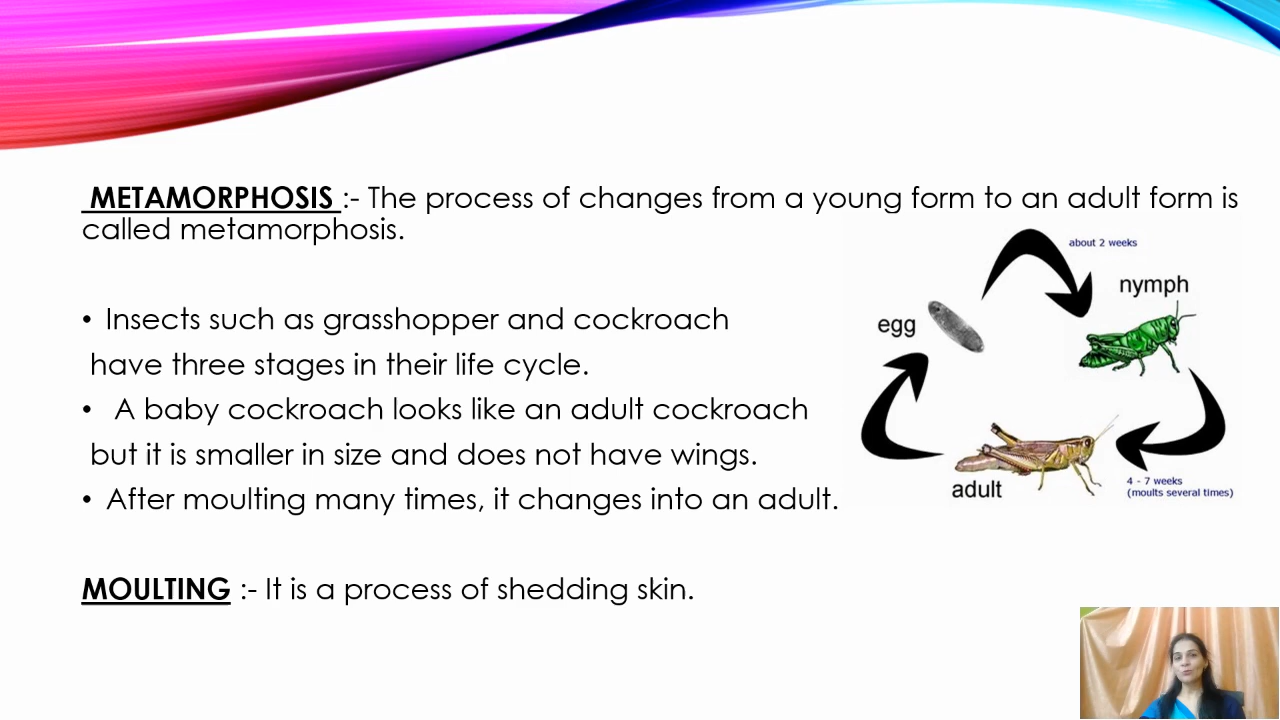 METAMORPHOSIS :- The process of changes from a young form to an adult form is
called metamorphosis.
• Insects such as grasshopper and cockroach
have three stages in their life cycle.
• A baby cockroach looks like an adult cockroach
but it is smaller in size and does not have wings.
• After moulting many times, it changes into an adult.
MOULTING :- It is a process of shedding skin.
about 2 weeks
nymph
egg
adult
4 - 7 weeks
(moults several times)